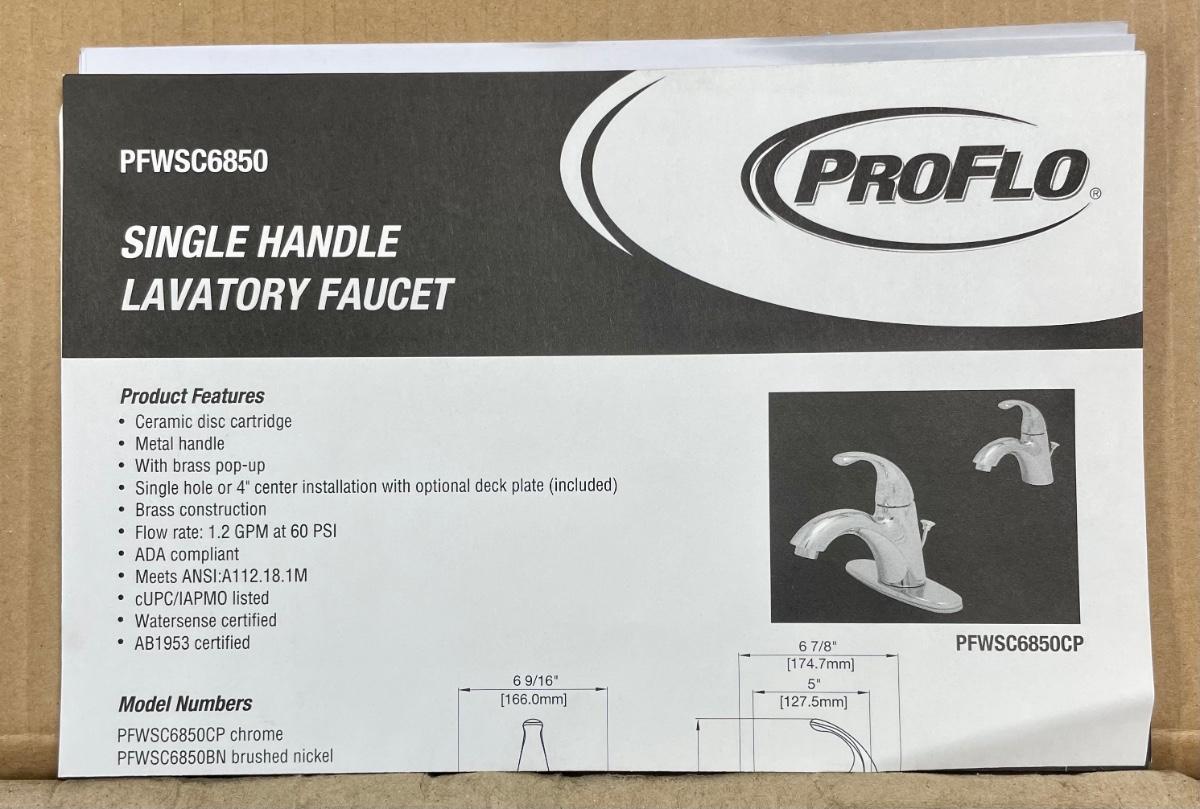 PFWSC6850
PROFLO®
SINGLE HANDLE
LAVATORY FAUCET
Product Features
• Ceramic disc cartridge
• Metal handle
• With brass pop-up
• Single hole or 4" center installation with optional deck plate (included)
• Brass construction
• Flow rate: 1.2 GPM at 60 PSI
• ADA compliant
• Meets ANSI:A112.18.1M
• cUPC/IAPMO listed
• Watersense certified
• AB1953 certified
PFWSC6850CP
Model Numbers
PFWSC6850CP chrome
PFWSC6850BN brushed nickel
6 9/16"
[166.0mm]
6 7/8"
[174.7mm]
5"
[127.5mm]